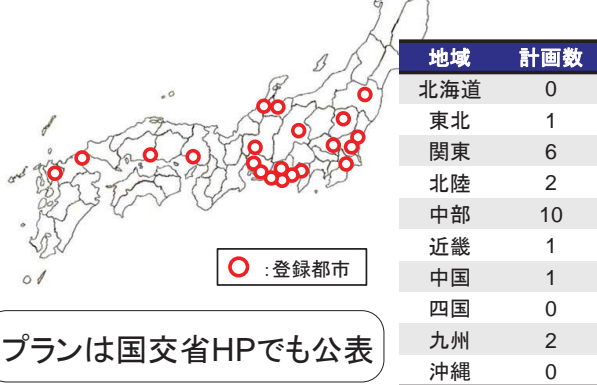 地域 計画数
北海道 0
東北 1
関東 6
北陸 2
中部 10
近畿 1
中国 1
四国 0
九州 2
沖縄 0
:登録都市
プランは国交省HPでも公表